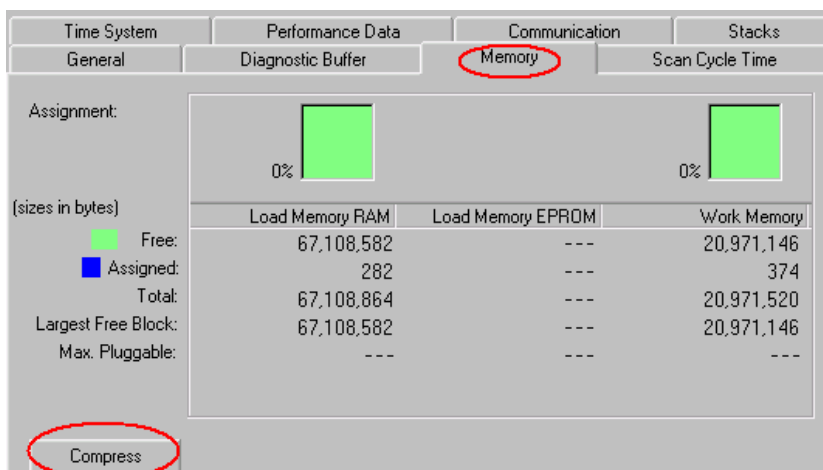 Time System Performance Data Communication Stacks
General Diagnostic Buffer Memory Scan Cycle Time
Assignment:
0% 0%
(sizes in bytes)
Load Memory RAM Load Memory EPROM Work Memory
Free: 67,108,582 --- 20,971,146
Assigned: 282 --- 374
Total: 67,108,864 --- 20,971,520
Largest Free Block: 67,108,582 --- 20,971,146
Max. Pluggable: --- --- ---
Compress